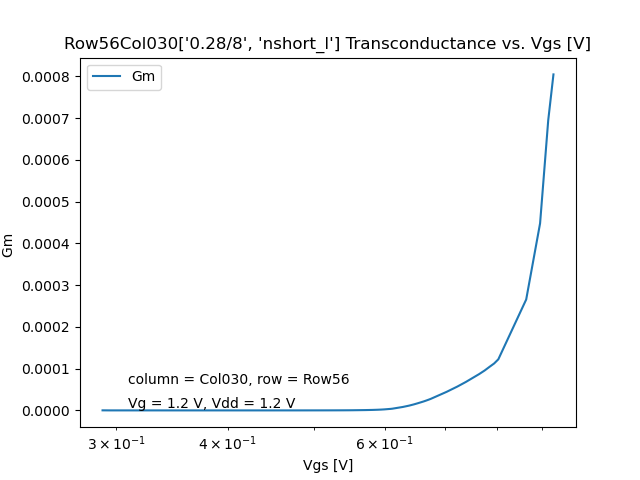 Row56Col030['0.28/8', 'nshort_l'] Transconductance vs. Vgs [V]
Gm
0.0008
0.0007
0.0006
0.0005
0.0004
0.0003
0.0002
0.0001
0.0000
Gm
column = Col030, row = Row56
Vg = 1.2 V, Vdd = 1.2 V
3 × 10⁻¹ 4 × 10⁻¹ 6 × 10⁻¹
Vgs [V]